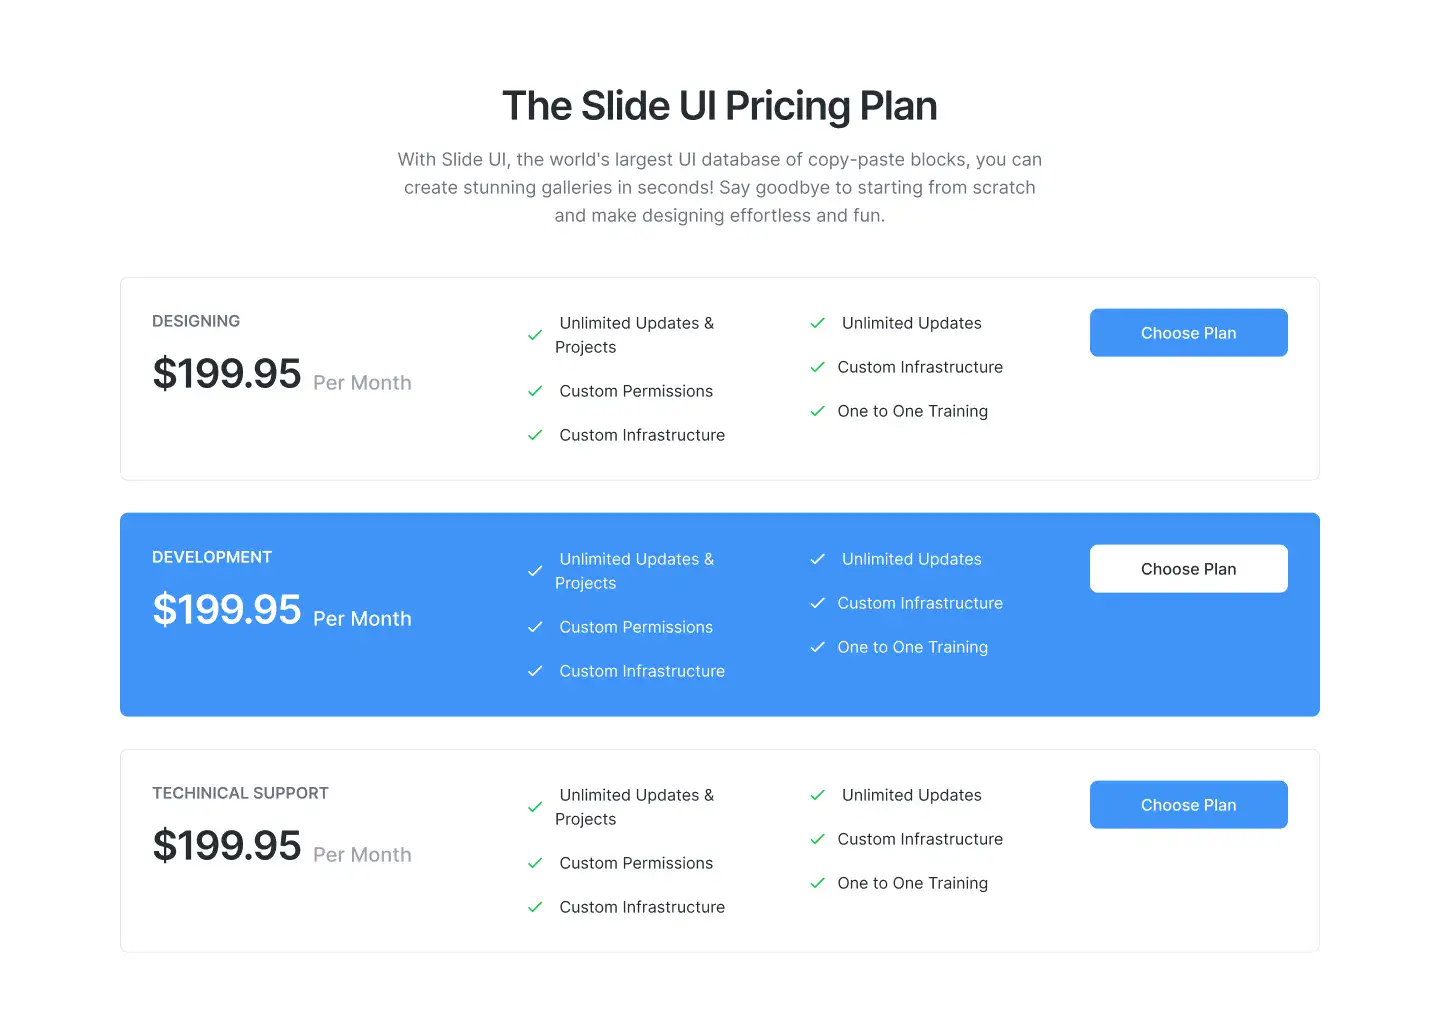 The Slide UI Pricing Plan
With Slide UI, the world's largest UI database of copy-paste blocks, you can
create stunning galleries in seconds! Say goodbye to starting from scratch
and make designing effortless and fun.
DESIGNING
$199.95 Per Month
Unlimited Updates &
Projects
Custom Permissions
Custom Infrastructure
Unlimited Updates
Custom Infrastructure
One to One Training
Choose Plan
DEVELOPMENT
$199.95 Per Month
Unlimited Updates &
Projects
Custom Permissions
Custom Infrastructure
Unlimited Updates
Custom Infrastructure
One to One Training
Choose Plan
TECHINICAL SUPPORT
$199.95 Per Month
Unlimited Updates &
Projects
Custom Permissions
Custom Infrastructure
Unlimited Updates
Custom Infrastructure
One to One Training
Choose Plan